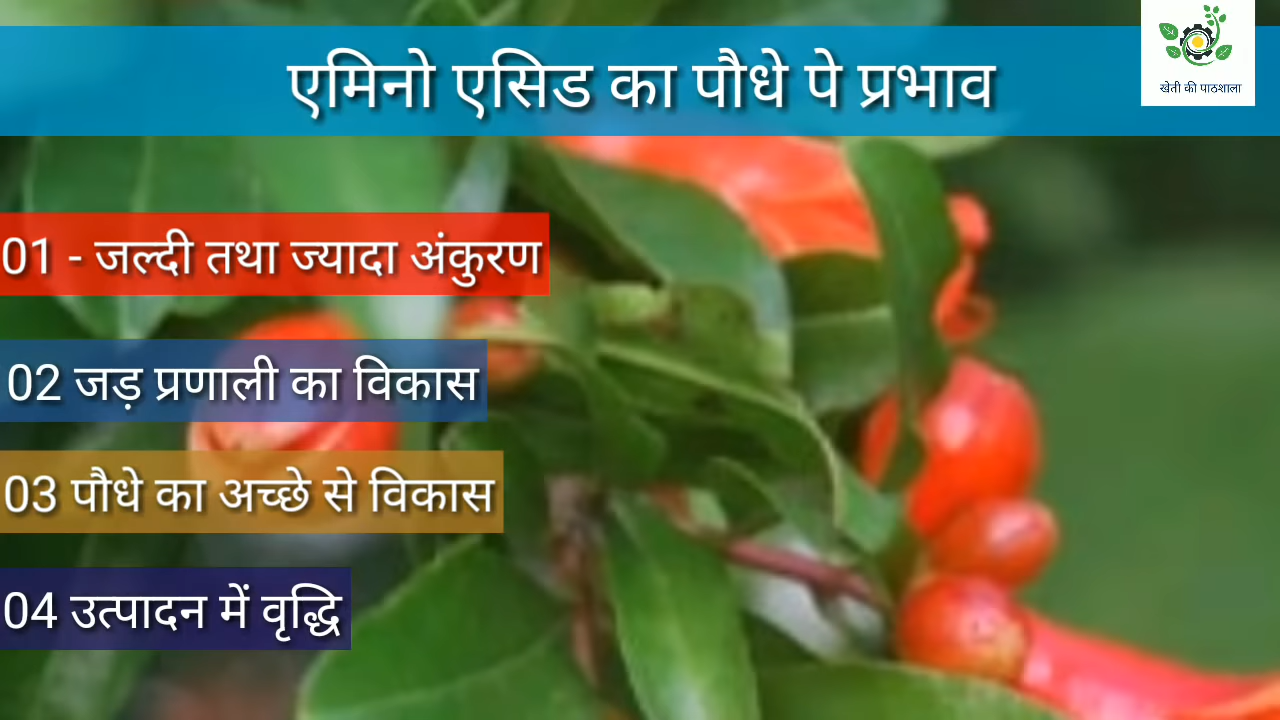 एमिनो एसिड का पौधे पे प्रभाव
खेती की पाठशाला
01 - जल्दी तथा ज्यादा अंकुरण
02 जड़ प्रणाली का विकास
03 पौधे का अच्छे से विकास
04 उत्पादन में वृद्धि